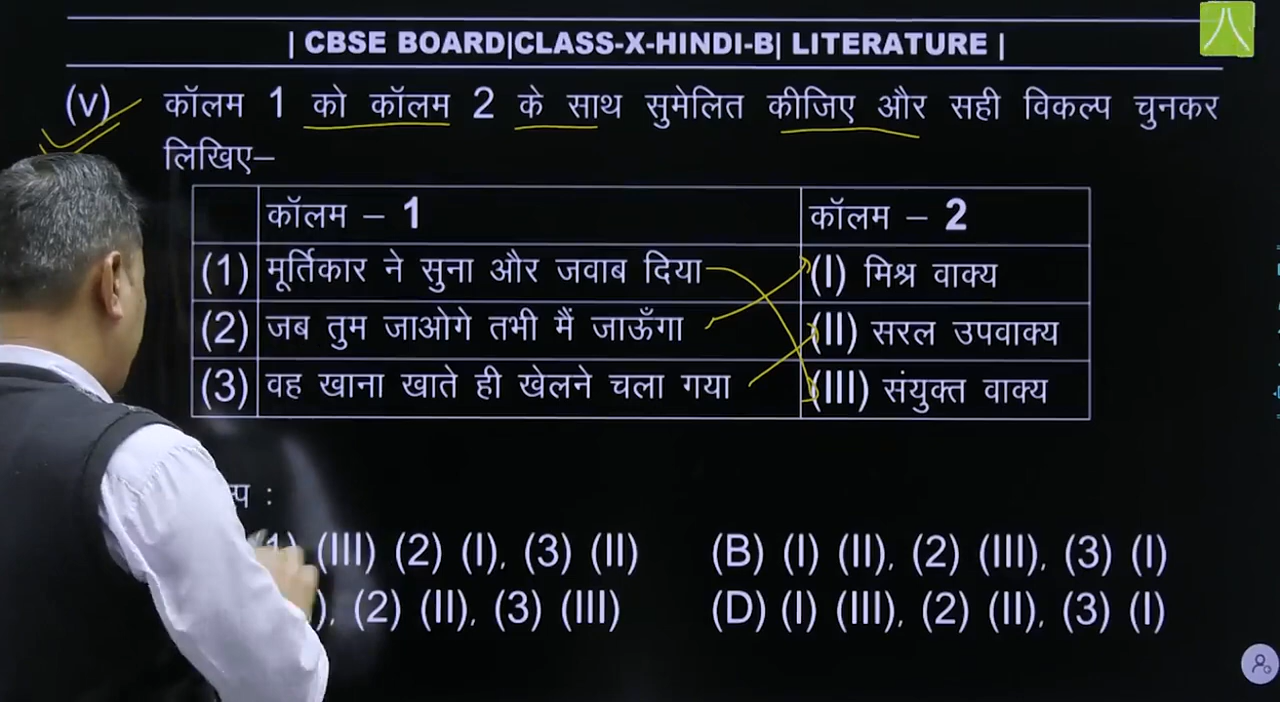 | CBSE BOARD|CLASS-X-HINDI-B| LITERATURE |
(v) कॉलम 1 को कॉलम 2 के साथ सुमेलित कीजिए और सही विकल्प चुनकर
लिखिए–
कॉलम – 1 कॉलम – 2
(1) मूर्तिकार ने सुना और जवाब दिया (I) मिश्र वाक्य
(2) जब तुम जाओगे तभी मैं जाऊँगा (II) सरल उपवाक्य
(3) वह खाना खाते ही खेलने चला गया (III) संयुक्त वाक्य
:
(III) (2) (I), (3) (II) (B) (I) (II), (2) (III), (3) (I)
(2) (II), (3) (III) (D) (I) (III), (2) (II), (3) (I)